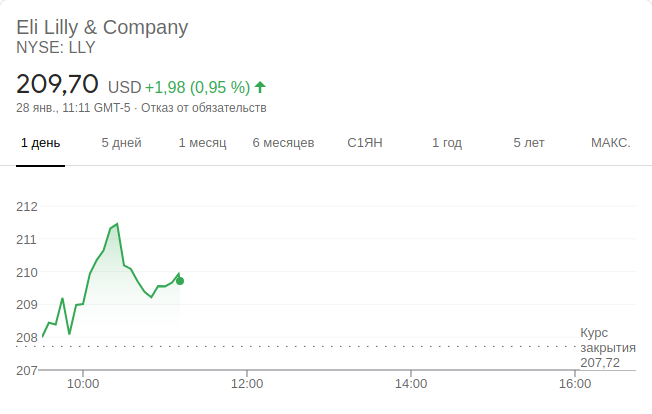 Eli Lilly & Company
NYSE: LLY
209,70 USD +1,98 (0,95 %)
28 янв., 11:11 GMT-5 · Отказ от обязательств
1 день 5 дней 1 месяц 6 месяцев С1ЯН 1 год 5 лет МАКС.
212
211
210
209
208
207
Курс
закрытия
207,72
10:00 12:00 14:00 16:00